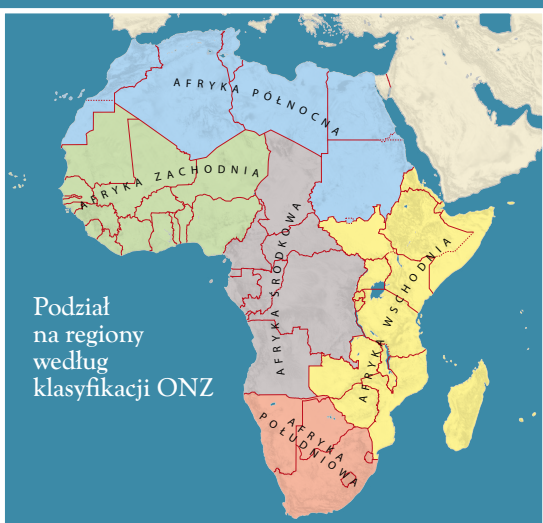 AFRYKA PÓŁNOCNA
AFRYKA ZACHODNIA
AFRYKA ŚRODKOWA
AFRYKA WSCHODNIA
Podział
na regiony
według
klasyfikacji ONZ
AFRYKA
POŁUDNIOWA